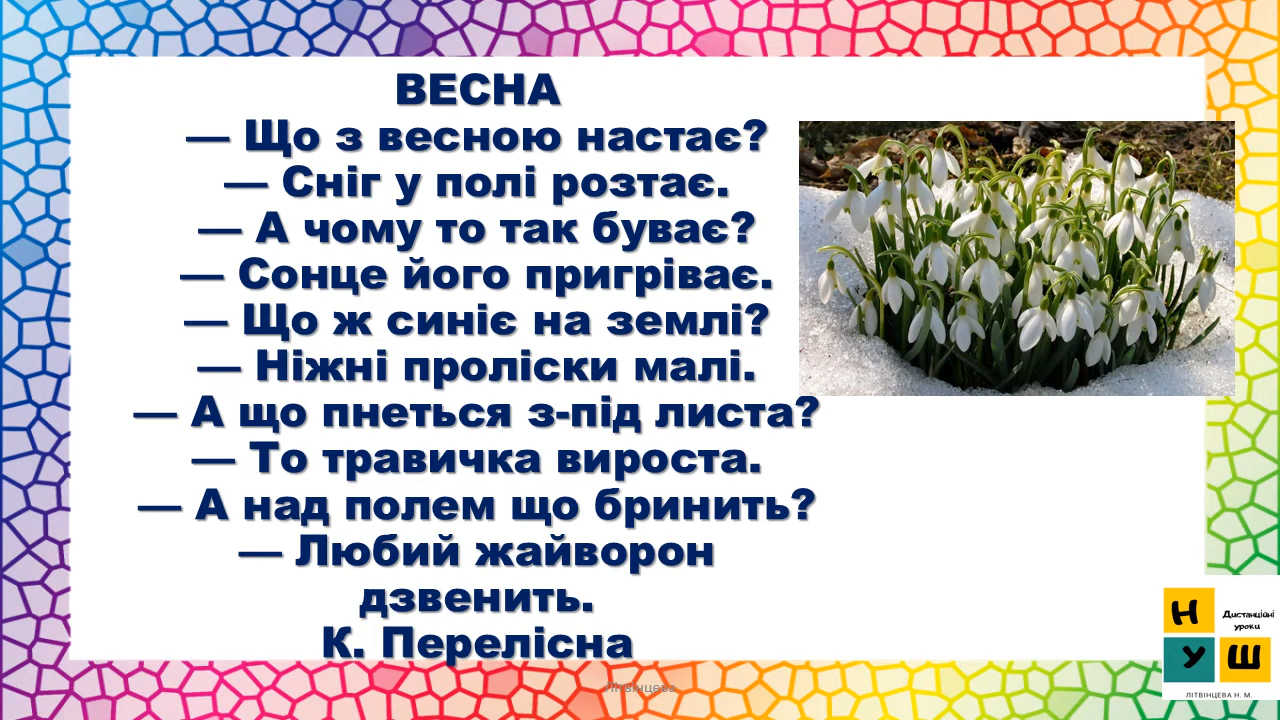 ВЕСНА
— Що з весною настає?
— Сніг у полі розтає.
— А чому то так буває?
— Сонце його пригріває.
— Що ж синіє на землі?
— Ніжні проліски малі.
— А що пнеться з-під листа?
— То травичка вироста.
— А над полем що бринить?
— Любий жайворон
дзвенить.
К. Перелісна
Літвінцева
Н
Дистанційні
уроки
У Ш
ЛІТВІНЦЕВА Н. М.